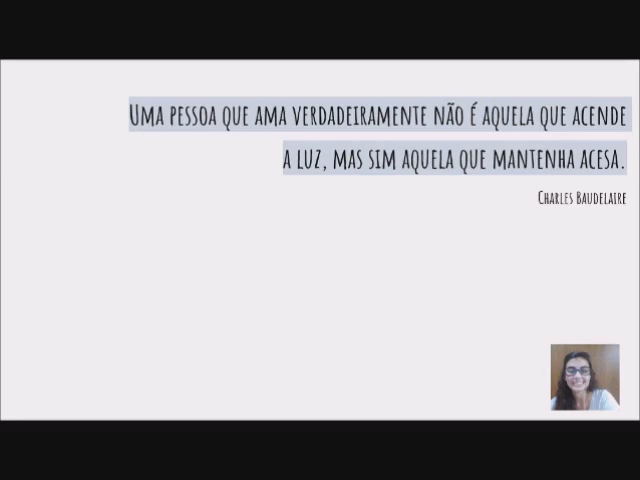 Uma pessoa que ama verdadeiramente não é aquela que acende
a luz, mas sim aquela que mantenha acesa.
Charles Baudelaire